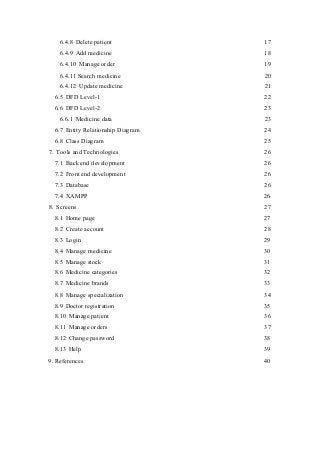 6.4.8 Delete patient 17
6.4.9 Add medicine 18
6.4.10 Manage order 19
6.4.11 Search medicine 20
6.4.12 Update medicine 21
6.5 DFD Level-1 22
6.6 DFD Level-2 23
6.6.1 Medicine data 23
6.7 Entity Relationship Diagram 24
6.8 Class Diagram 25
7. Tools and Technologies 26
7.1 Back end development 26
7.2 Front end development 26
7.3 Database 26
7.4 XAMPP 26
8. Screens 27
8.1 Home page 27
8.2 Create account 28
8.3 Login 29
8.4 Manage medicine 30
8.5 Manage stock 31
8.6 Medicine categories 32
8.7 Medicine brands 33
8.8 Manage specialization 34
8.9 Doctor registration 35
8.10 Manage patient 36
8.11 Manage orders 37
8.12 Change password 38
8.13 Help 39
9. References 40